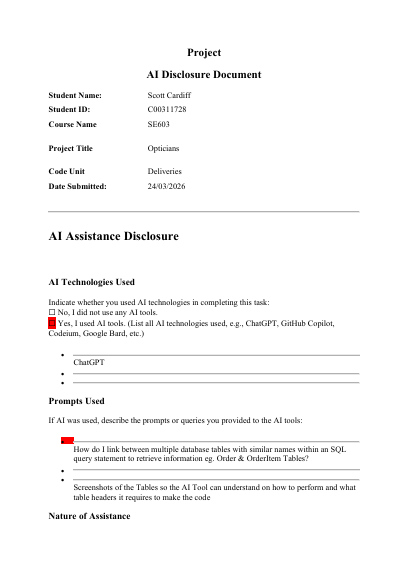 Project
AI Disclosure Document
Student Name: Scott Cardiff
Student ID: C00311728
Course Name SE603
Project Title Opticians
Code Unit Deliveries
Date Submitted: 24/03/2026
AI Assistance Disclosure
AI Technologies Used
Indicate whether you used AI technologies in completing this task:
☐ No, I did not use any AI tools.
☐ Yes, I used AI tools. (List all AI technologies used, e.g., ChatGPT, GitHub Copilot,
Codeium, Google Bard, etc.)
ChatGPT
Prompts Used
If AI was used, describe the prompts or queries you provided to the AI tools:
How do I link between multiple database tables with similar names within an SQL
query statement to retrieve information eg. Order & OrderItem Tables?
Screenshots of the Tables so the AI Tool can understand on how to perform and what
table headers it requires to make the code
Nature of Assistance